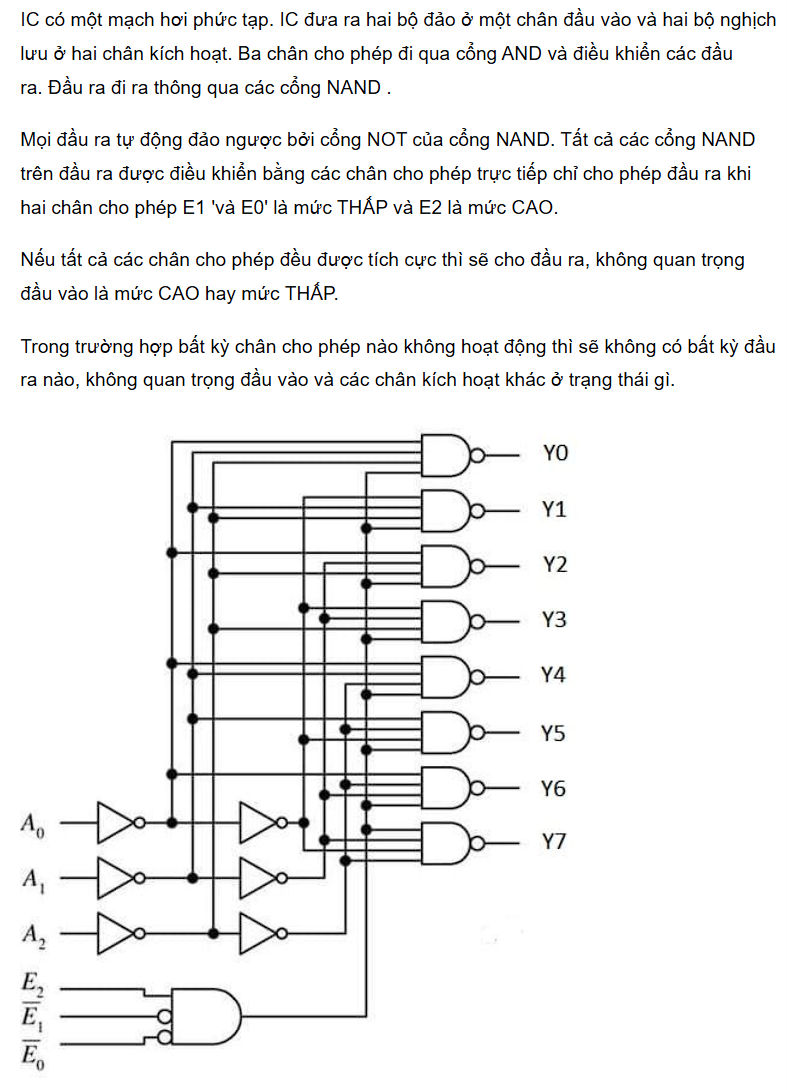 IC có một mạch hơi phức tạp. IC đưa ra hai bộ đảo ở một chân đầu vào và hai bộ nghịch
lưu ở hai chân kích hoạt. Ba chân cho phép đi qua cổng AND và điều khiển các đầu
ra. Đầu ra đi ra thông qua các cổng NAND .
Mọi đầu ra tự động đảo ngược bởi cổng NOT của cổng NAND. Tất cả các cổng NAND
trên đầu ra được điều khiển bằng các chân cho phép trực tiếp chỉ cho phép đầu ra khi
hai chân cho phép E1 'và E0' là mức THẤP và E2 là mức CAO.
Nếu tất cả các chân cho phép đều được tích cực thì sẽ cho đầu ra, không quan trọng
đầu vào là mức CAO hay mức THẤP.
Trong trường hợp bất kỳ chân cho phép nào không hoạt động thì sẽ không có bất kỳ đầu
ra nào, không quan trọng đầu vào và các chân kích hoạt khác ở trạng thái gì.
Y0
Y1
Y2
Y3
Y4
Y5
Y6
Y7
A₀
A₁
A₂
E₂
E̅₁
E̅₀